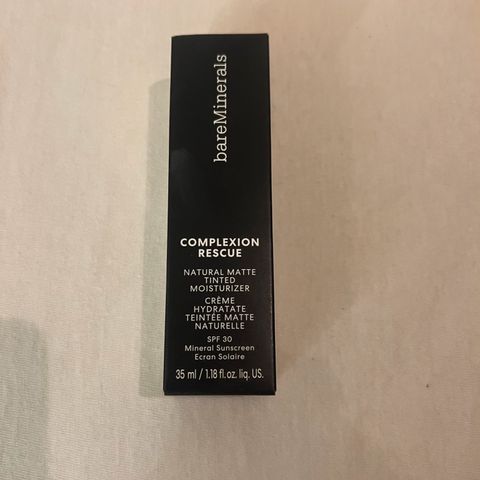 bareMinerals
COMPLEXION
RESCUE
NATURAL MATTE
TINTED
MOISTURIZER
CRÈME
HYDRATATE
TEINTÉE MATTE
NATURELLE
SPF 30
Mineral Sunscreen
Ecran Solaire
35 ml / 1.18 fl. oz. liq. US.